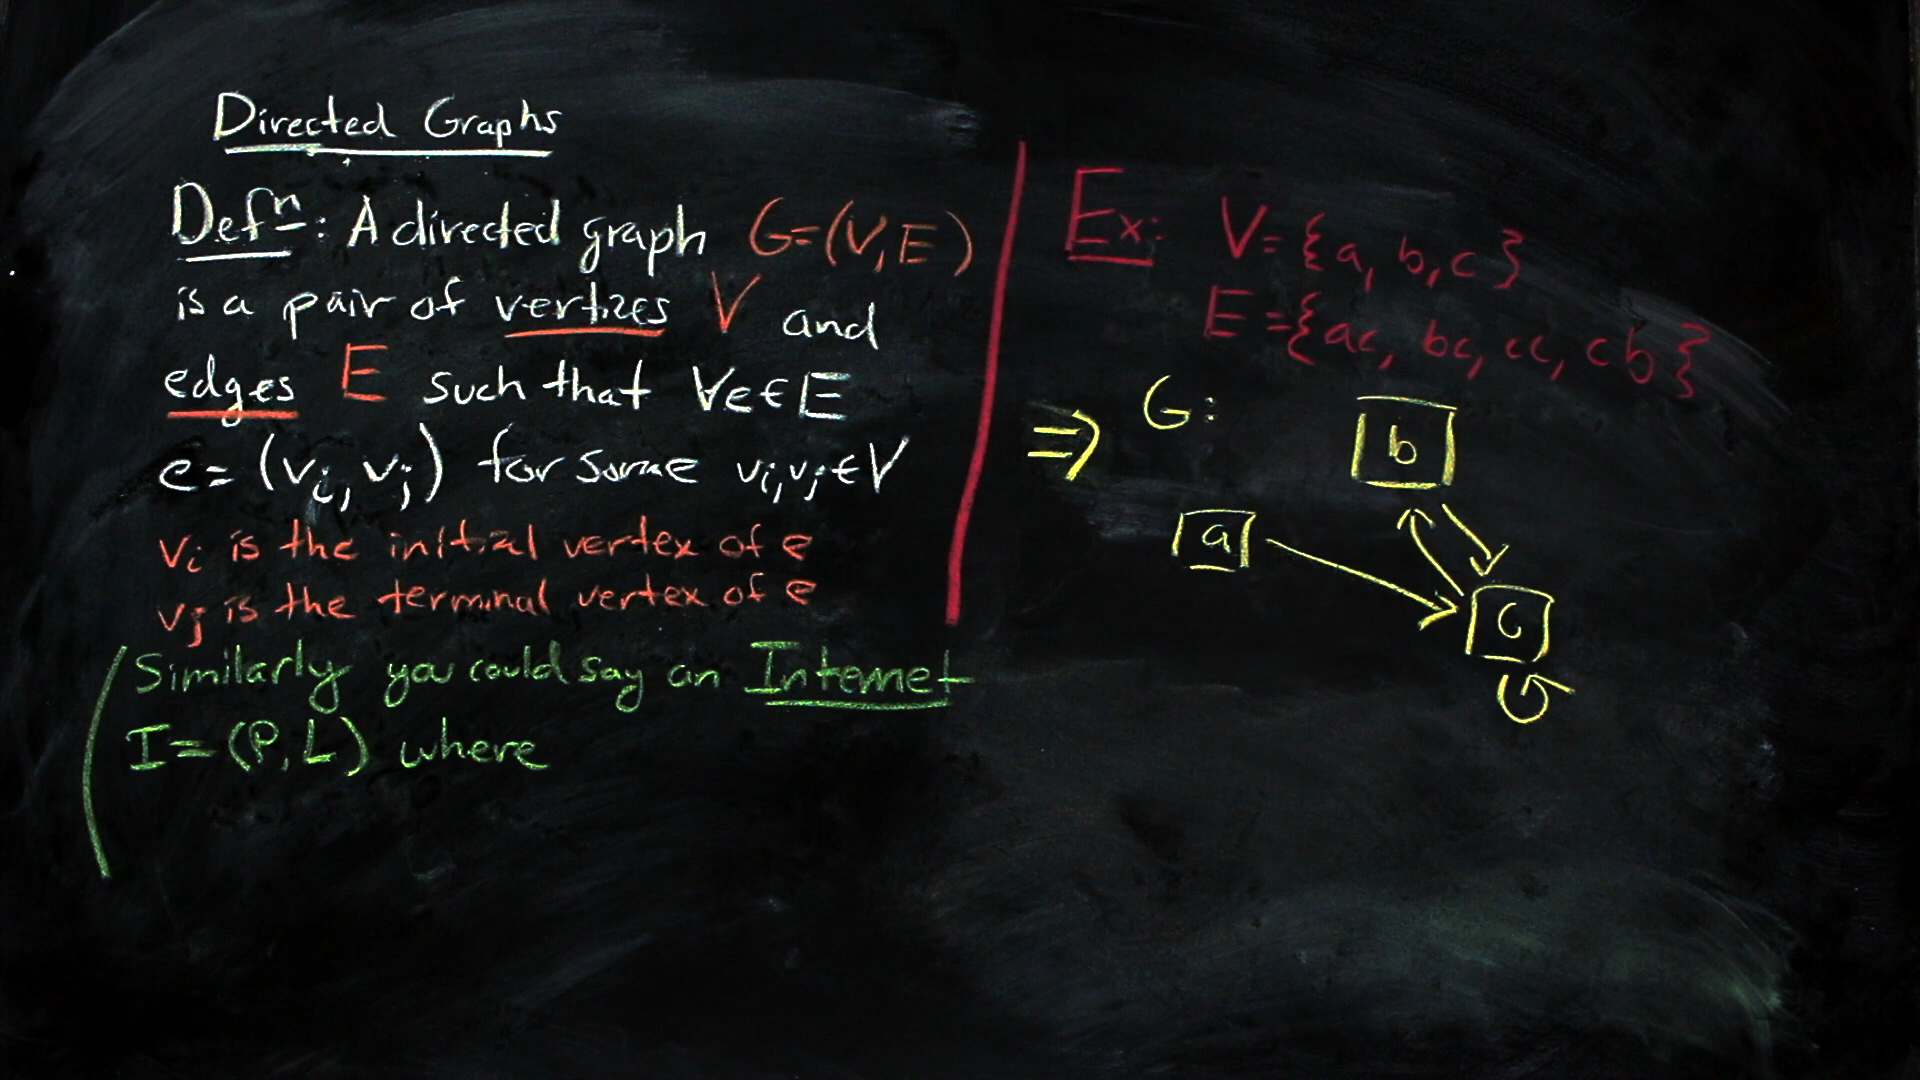 Directed Graphs
Defn: A directed graph G=(V,E)
is a pair of vertices V and
edges E such that ∀e∈E
e=(vi,vj) for some vi,vj∈V
vi is the initial vertex of e
vj is the terminal vertex of e
(Similarly you could say an Internet
I=(P,L) where
Ex: V={a, b, c}
E={ac, bc, cc, cb}
⇒ G:
b
a
c